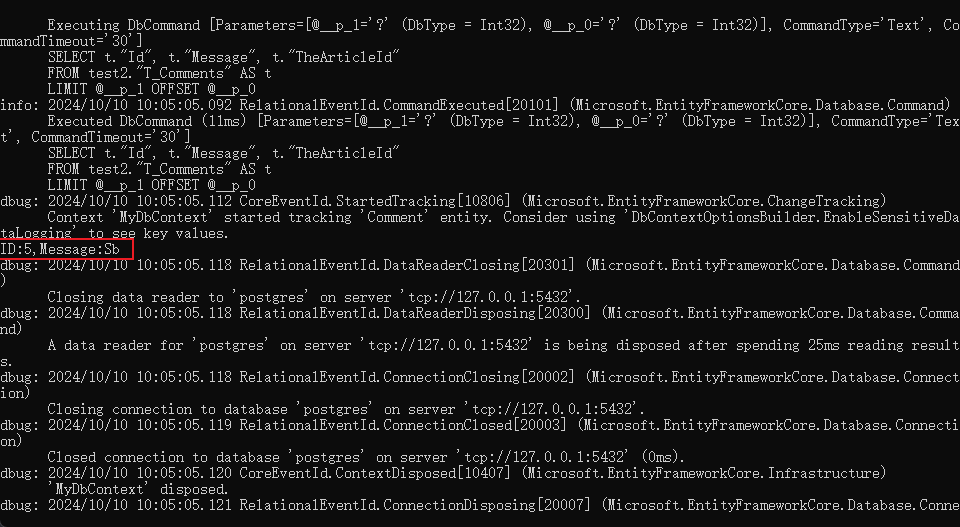 Executing DbCommand [Parameters=[@__p_1='?' (DbType = Int32), @__p_0='?' (DbType = Int32)], CommandType='Text', Co
mmandTimeout='30']
      SELECT t."Id", t."Message", t."TheArticleId"
      FROM test2."T_Comments" AS t
      LIMIT @__p_1 OFFSET @__p_0
info: 2024/10/10 10:05:05.092 RelationalEventId.CommandExecuted[20101] (Microsoft.EntityFrameworkCore.Database.Command)
      Executed DbCommand (11ms) [Parameters=[@__p_1='?' (DbType = Int32), @__p_0='?' (DbType = Int32)], CommandType='Tex
t', CommandTimeout='30']
      SELECT t."Id", t."Message", t."TheArticleId"
      FROM test2."T_Comments" AS t
      LIMIT @__p_1 OFFSET @__p_0
dbug: 2024/10/10 10:05:05.112 CoreEventId.StartedTracking[10806] (Microsoft.EntityFrameworkCore.ChangeTracking)
      Context 'MyDbContext' started tracking 'Comment' entity. Consider using 'DbContextOptionsBuilder.EnableSensitiveDa
taLogging' to see key values.
ID:5,Message:Sb
dbug: 2024/10/10 10:05:05.118 RelationalEventId.DataReaderClosing[20301] (Microsoft.EntityFrameworkCore.Database.Command
)
      Closing data reader to 'postgres' on server 'tcp://127.0.0.1:5432'.
dbug: 2024/10/10 10:05:05.118 RelationalEventId.DataReaderDisposing[20300] (Microsoft.EntityFrameworkCore.Database.Comma
nd)
      A data reader for 'postgres' on server 'tcp://127.0.0.1:5432' is being disposed after spending 25ms reading result
s.
dbug: 2024/10/10 10:05:05.118 RelationalEventId.ConnectionClosing[20002] (Microsoft.EntityFrameworkCore.Database.Connect
ion)
      Closing connection to database 'postgres' on server 'tcp://127.0.0.1:5432'.
dbug: 2024/10/10 10:05:05.119 RelationalEventId.ConnectionClosed[20003] (Microsoft.EntityFrameworkCore.Database.Connecti
on)
      Closed connection to database 'postgres' on server 'tcp://127.0.0.1:5432' (0ms).
dbug: 2024/10/10 10:05:05.120 CoreEventId.ContextDisposed[10407] (Microsoft.EntityFrameworkCore.Infrastructure)
      'MyDbContext' disposed.
dbug: 2024/10/10 10:05:05.121 RelationalEventId.ConnectionDisposing[20007] (Microsoft.EntityFrameworkCore.Database.Conne